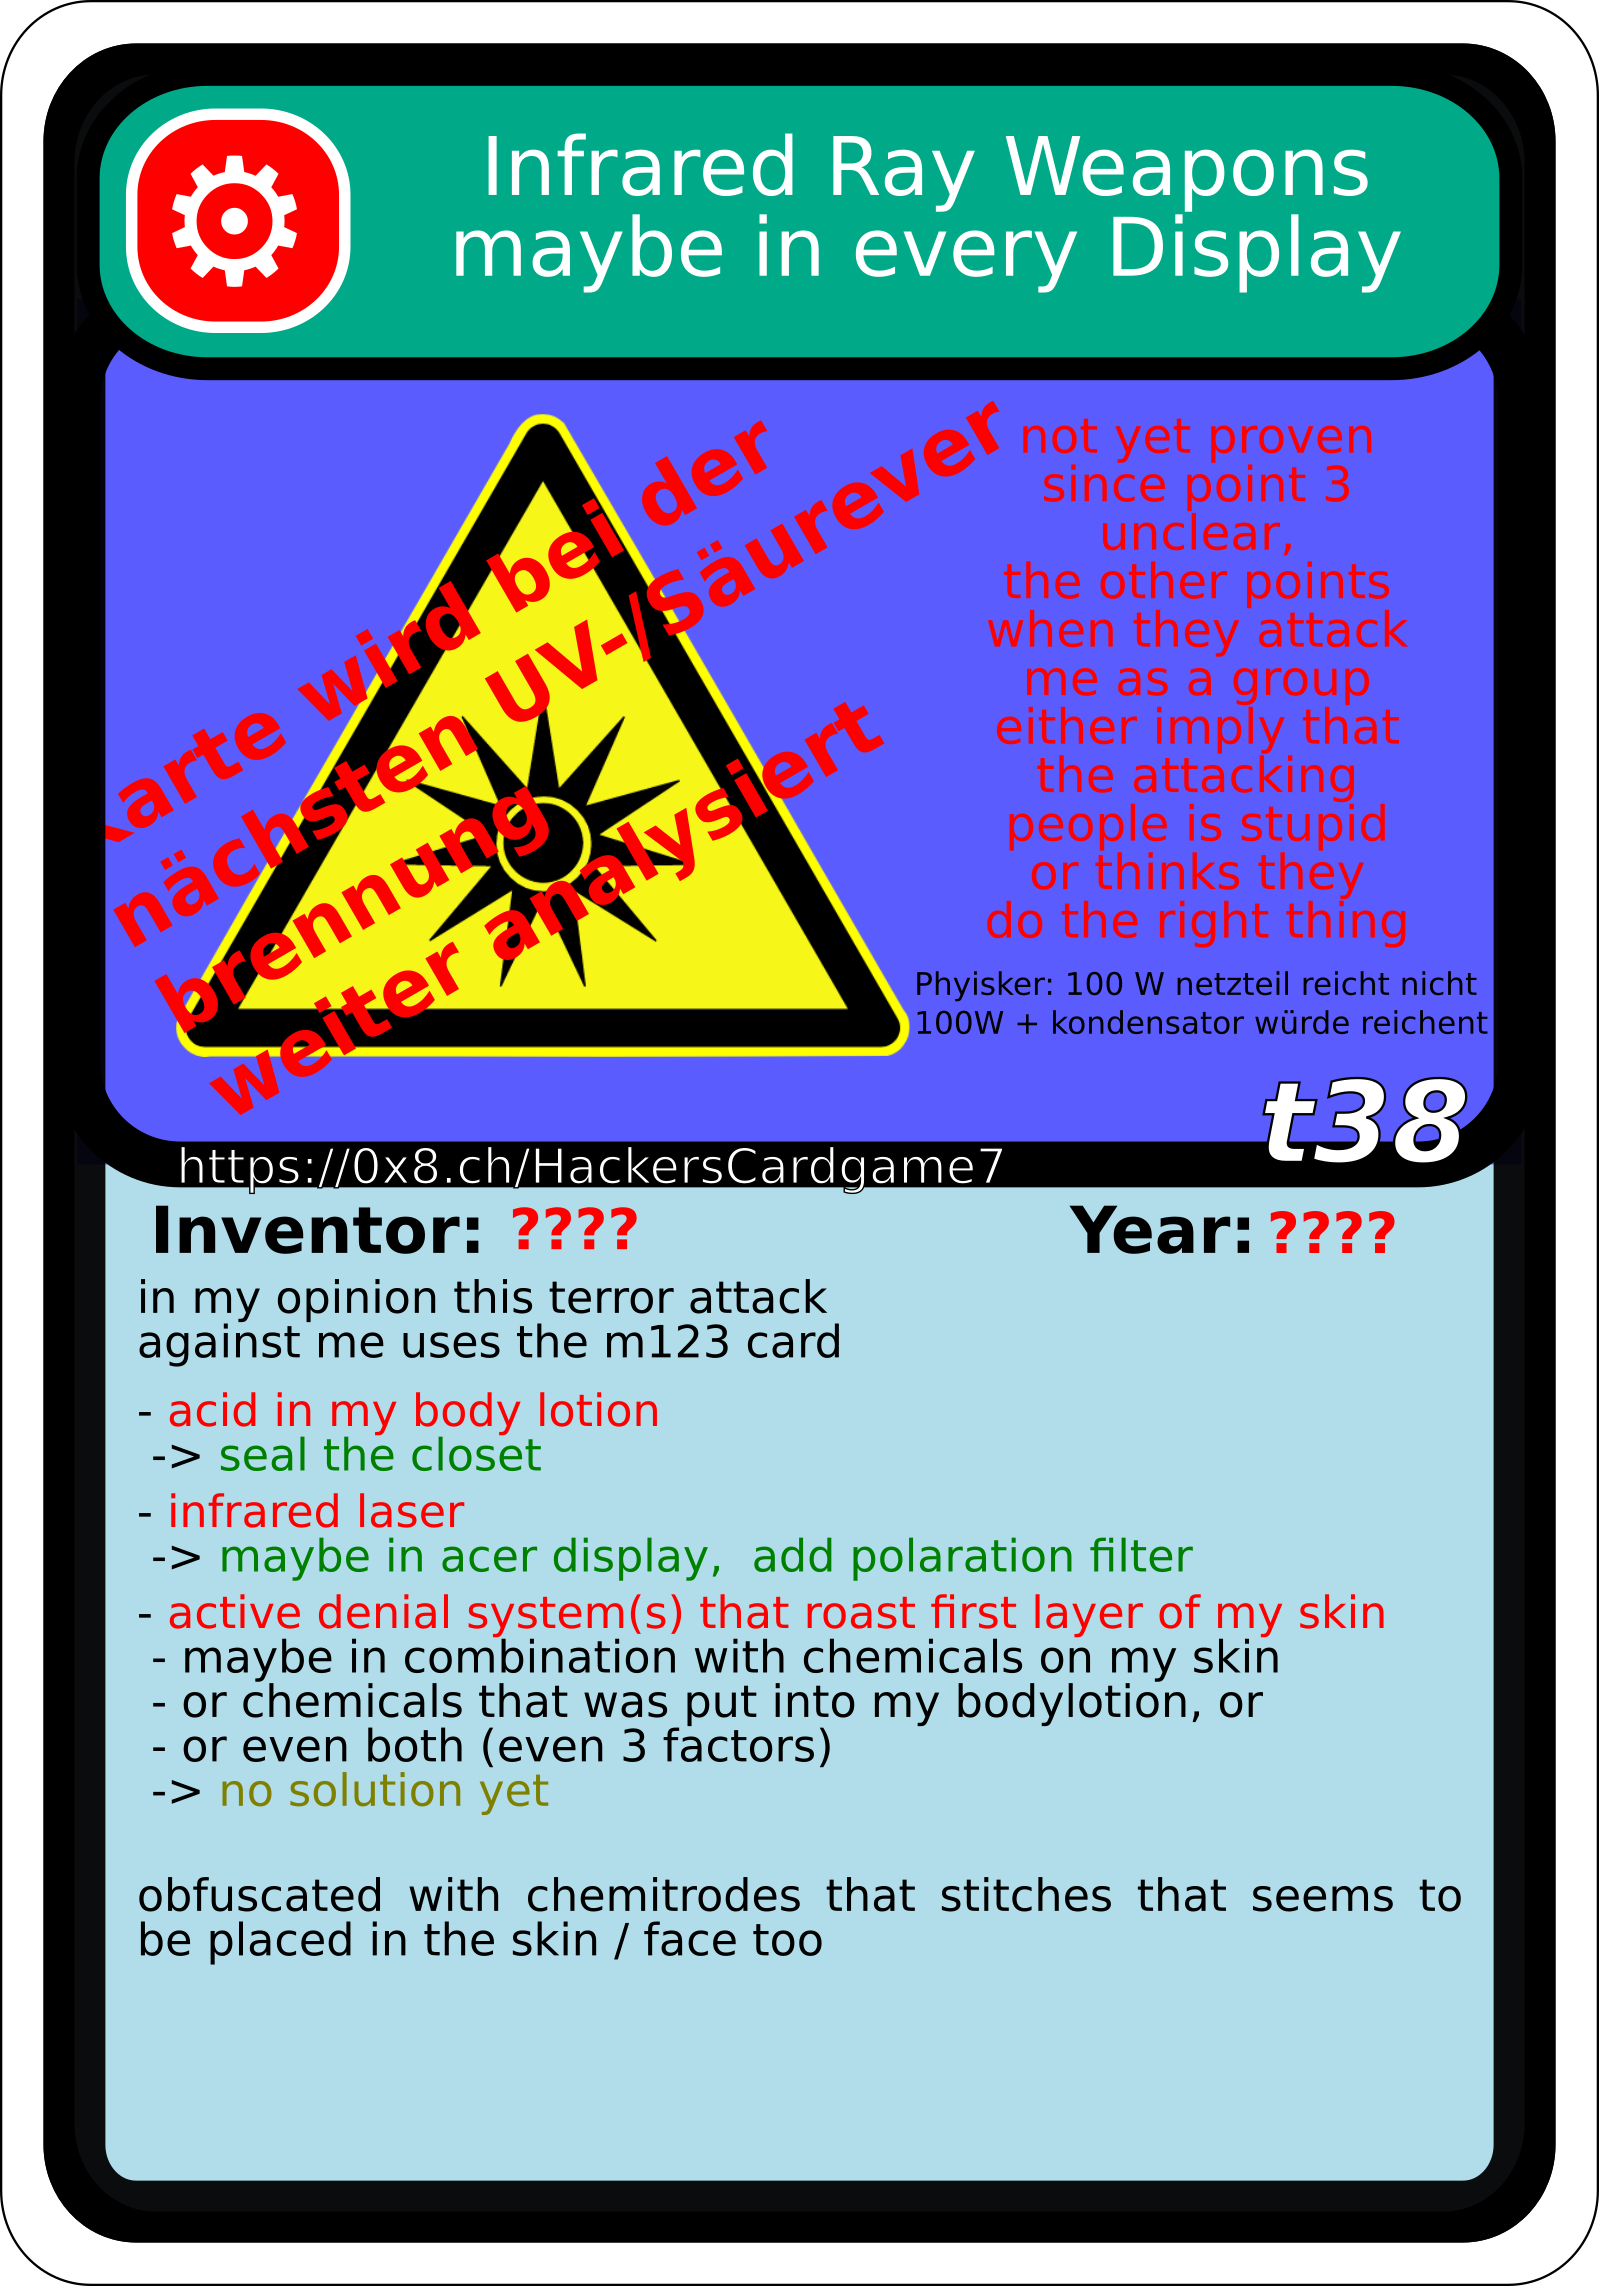 Infrared Ray Weapons
maybe in every Display
Karte wird bei der
nächsten UV-/Säurever
brennung
weiter analysiert
not yet proven
since point 3
unclear,
the other points
when they attack
me as a group
either imply that
the attacking
people is stupid
or thinks they
do the right thing
Phyisker: 100 W netzteil reicht nicht
100W + kondensator würde reichent
t38
https://0x8.ch/HackersCardgame7
Inventor: ???? Year: ????
in my opinion this terror attack
against me uses the m123 card
- acid in my body lotion
-> seal the closet
- infrared laser
-> maybe in acer display, add polaration filter
- active denial system(s) that roast first layer of my skin
- maybe in combination with chemicals on my skin
- or chemicals that was put into my bodylotion, or
- or even both (even 3 factors)
-> no solution yet
obfuscated with chemitrodes that stitches that seems to
be placed in the skin / face too